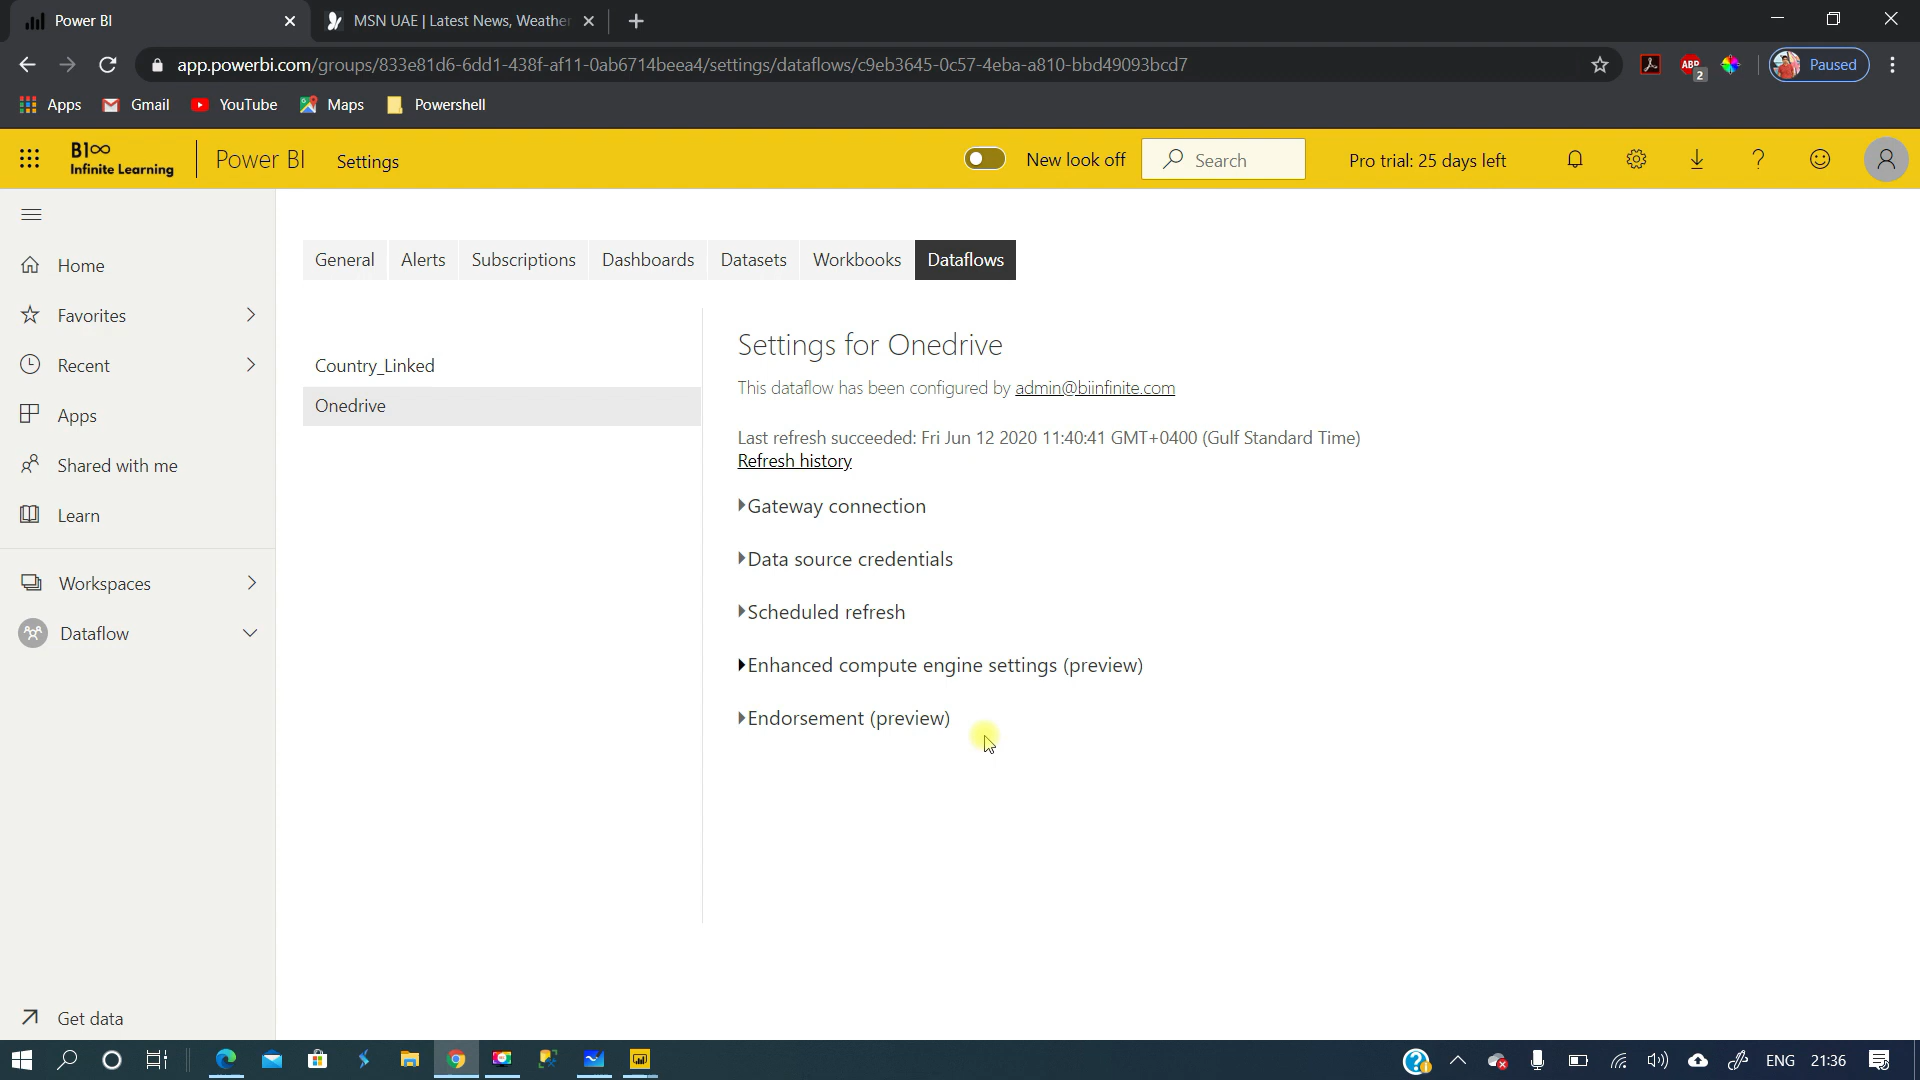 Power BI
MSN UAE | Latest News, Weather
app.powerbi.com/groups/833e81d6-6dd1-438f-af11-0ab6714beea4/settings/dataflows/c9eb3645-0c57-4eba-a810-bbd49093bcd7
ABP
2
Paused
Apps
Gmail
YouTube
Maps
Powershell
BI∞
Infinite Learning
Power BI
Settings
New look off
Search
Pro trial: 25 days left
Home
Favorites
Recent
Apps
Shared with me
Learn
Workspaces
Dataflow
Get data
General
Alerts
Subscriptions
Dashboards
Datasets
Workbooks
Dataflows
Country_Linked
Onedrive
Settings for Onedrive
This dataflow has been configured by admin@biinfinite.com
Last refresh succeeded: Fri Jun 12 2020 11:40:41 GMT+0400 (Gulf Standard Time)
Refresh history
Gateway connection
Data source credentials
Scheduled refresh
Enhanced compute engine settings (preview)
Endorsement (preview)
ENG
21:36